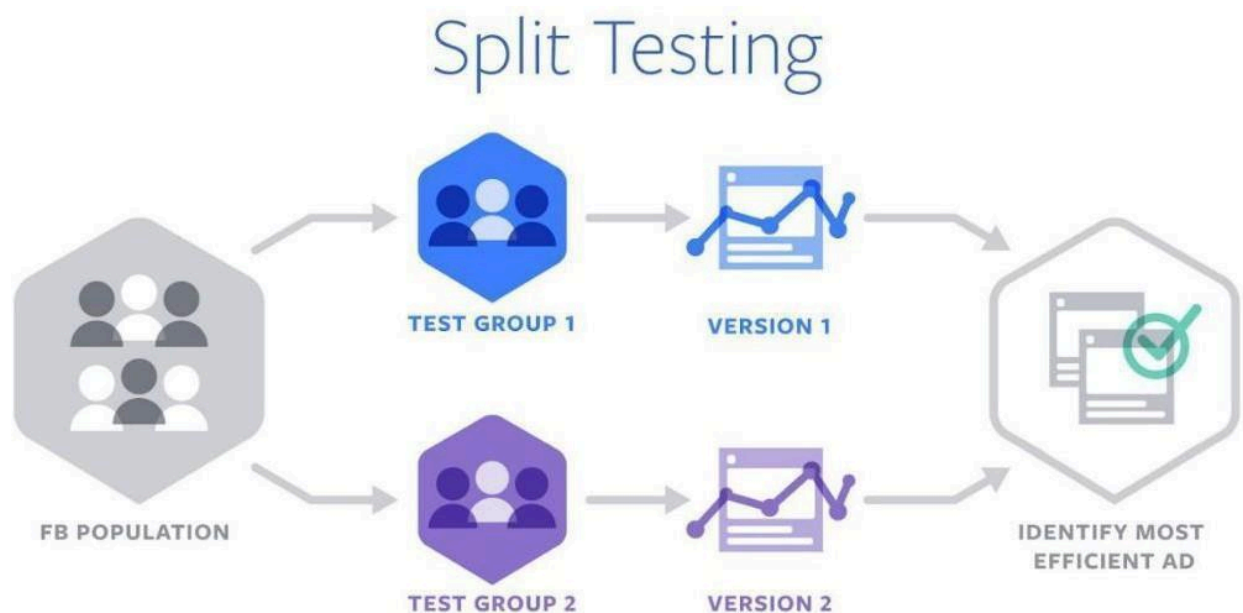 Split Testing
TEST GROUP 1
VERSION 1
FB POPULATION
IDENTIFY MOST
EFFICIENT AD
TEST GROUP 2
VERSION 2